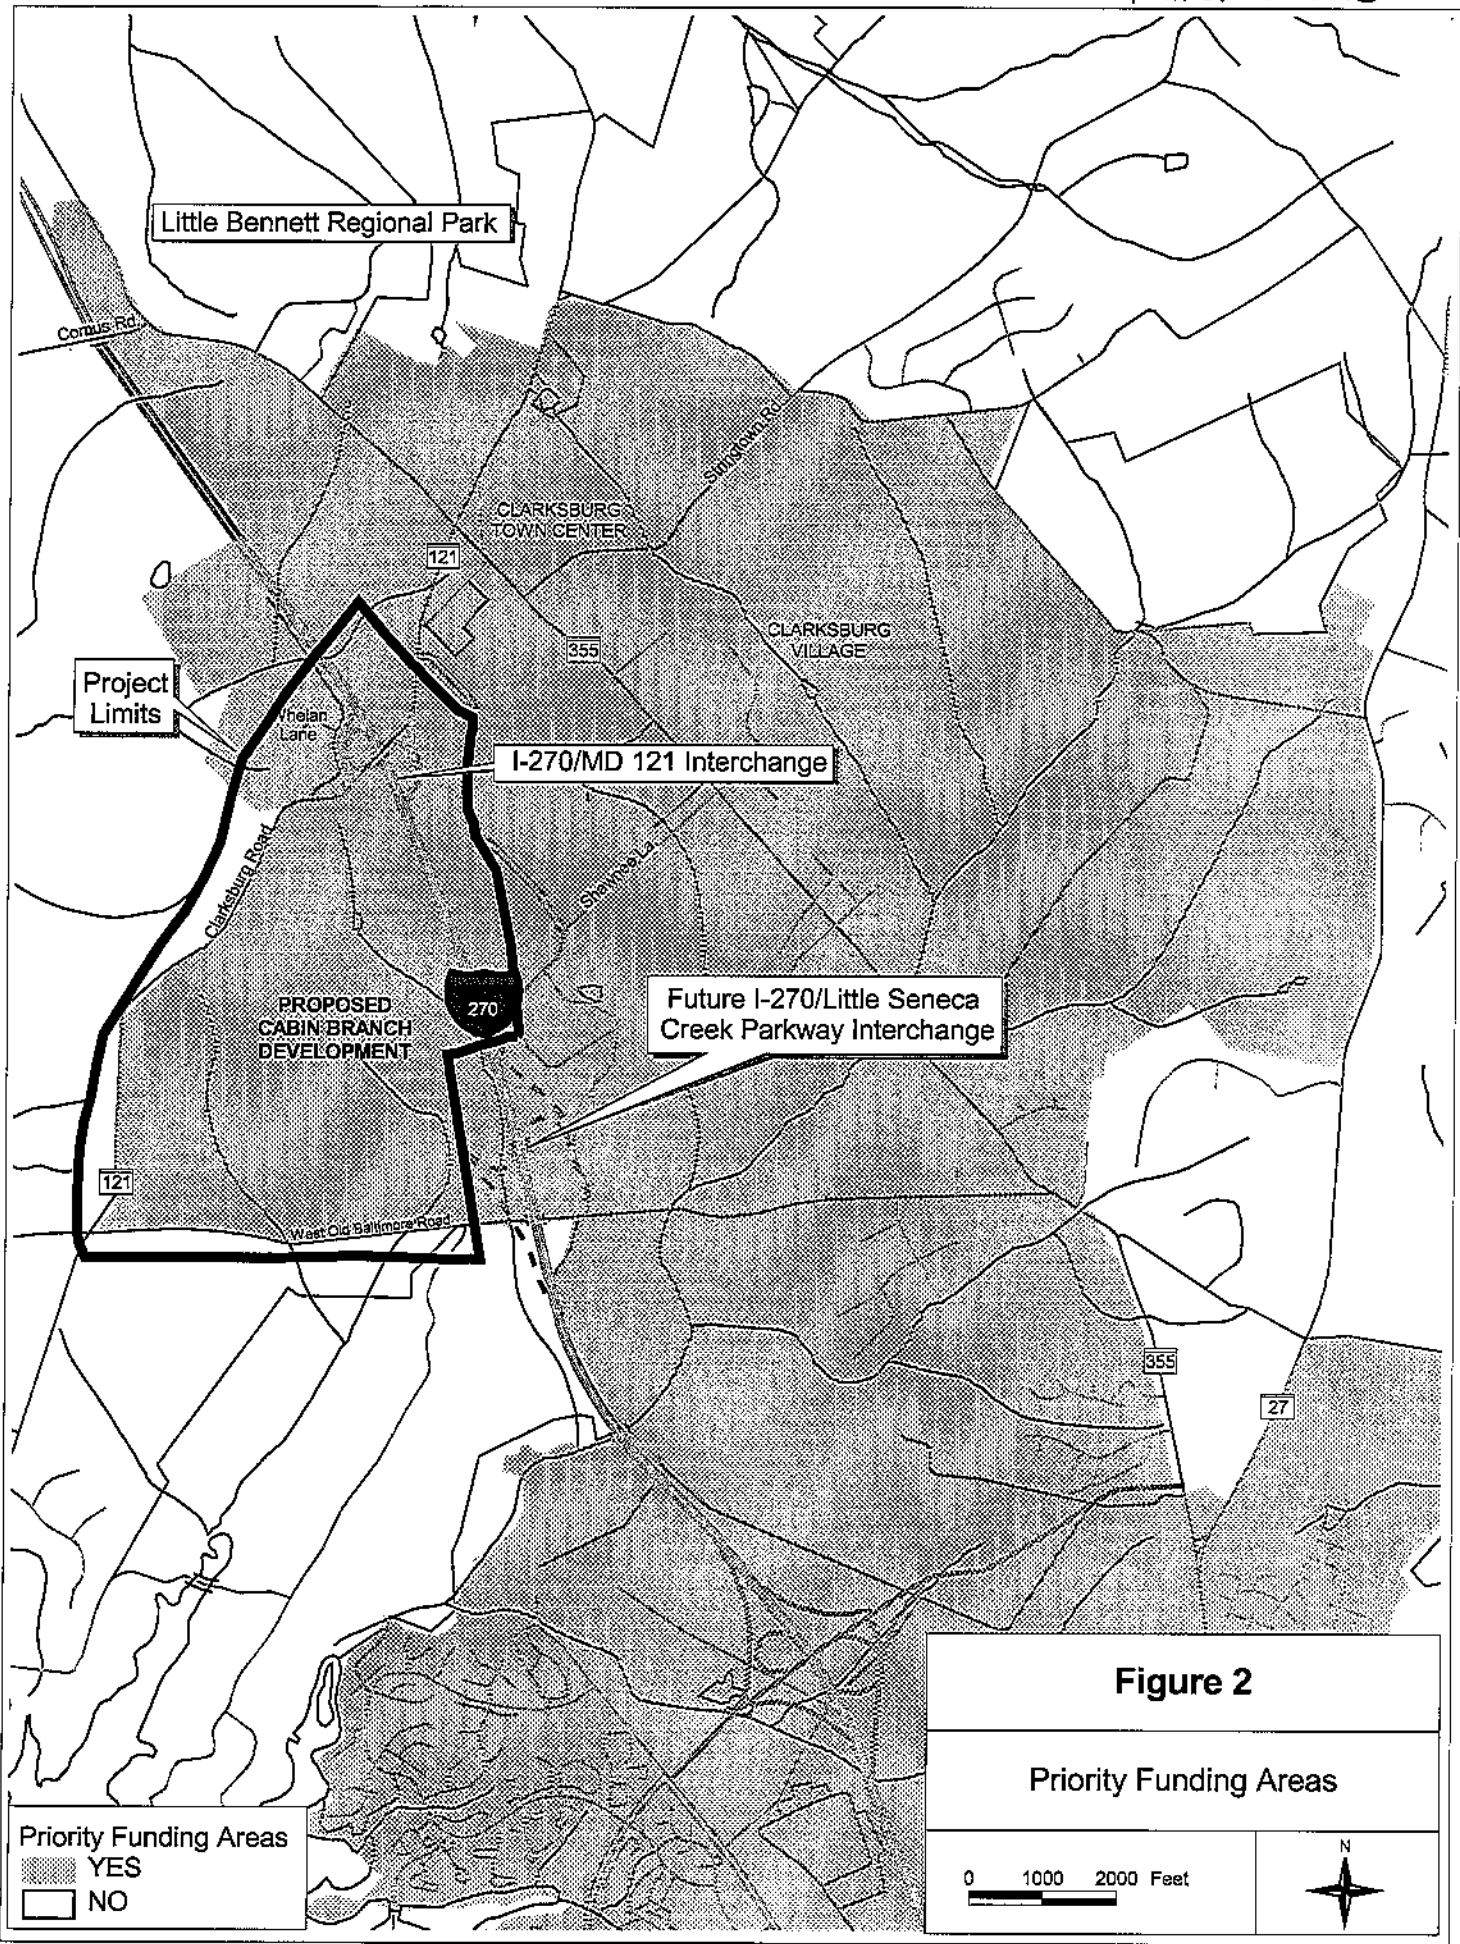 Little Bennett Regional Park
Comus Rd.
Stringtown Rd.
CLARKSBURG
TOWN CENTER
121
355
CLARKSBURG
VILLAGE
Project
Limits
Whelan
Lane
I-270/MD 121 Interchange
Clarksburg Road
Shawnee La.
270
PROPOSED
CABIN BRANCH
DEVELOPMENT
Future I-270/Little Seneca
Creek Parkway Interchange
121
West Old Baltimore Road
355
27
Figure 2
Priority Funding Areas
Priority Funding Areas
YES
NO
0 1000 2000 Feet
N